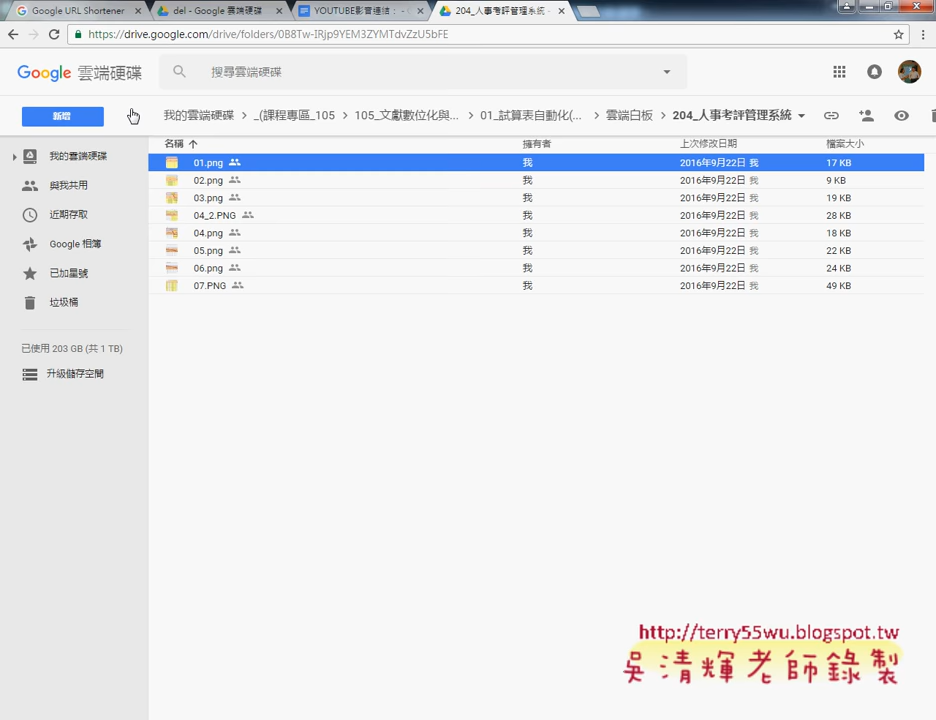 Google URL Shortener
del - Google 雲端硬碟
YOUTUBE影音連結： -
204_人事考評管理系統 -
https://drive.google.com/drive/folders/0B8Tw-IRjp9YEM3ZYMTdvZzU5bFE
Google 雲端硬碟
搜尋雲端硬碟
新增
我的雲端硬碟 > _(課程專區_105 > 105_文獻數位化與... > 01_試算表自動化(... > 雲端白板 > 204_人事考評管理系統
名稱 擁有者 上次修改日期 檔案大小
01.png 我 2016年9月22日 我 17 KB
02.png 我 2016年9月22日 我 9 KB
03.png 我 2016年9月22日 我 19 KB
04_2.PNG 我 2016年9月22日 我 28 KB
04.png 我 2016年9月22日 我 18 KB
05.png 我 2016年9月22日 我 22 KB
06.png 我 2016年9月22日 我 24 KB
07.PNG 我 2016年9月22日 我 49 KB
我的雲端硬碟
與我共用
近期存取
Google 相簿
已加星號
垃圾桶
已使用 203 GB (共 1 TB)
升級儲存空間
http://terry55wu.blogspot.tw
吳清輝老師錄製